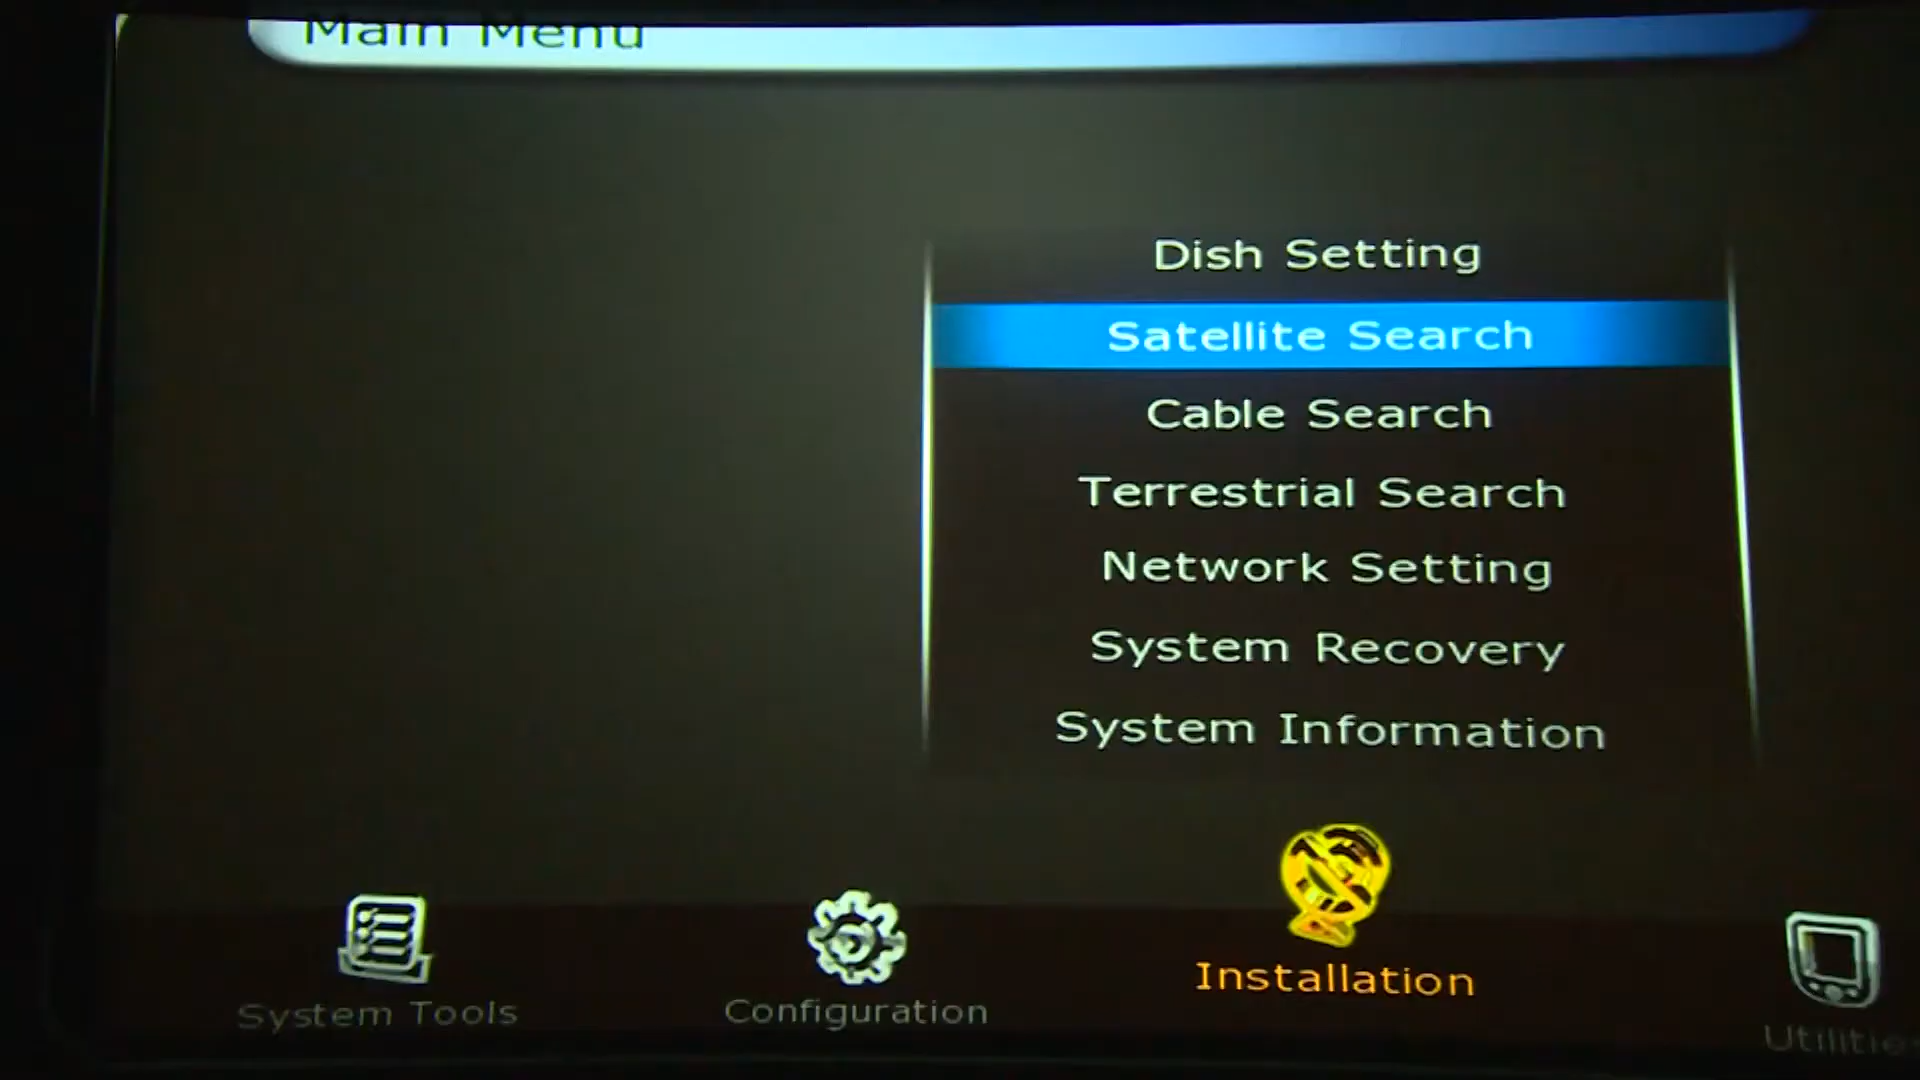 Main Menu
Dish Setting
Satellite Search
Cable Search
Terrestrial Search
Network Setting
System Recovery
System Information
System Tools
Configuration
Installation
Utilities